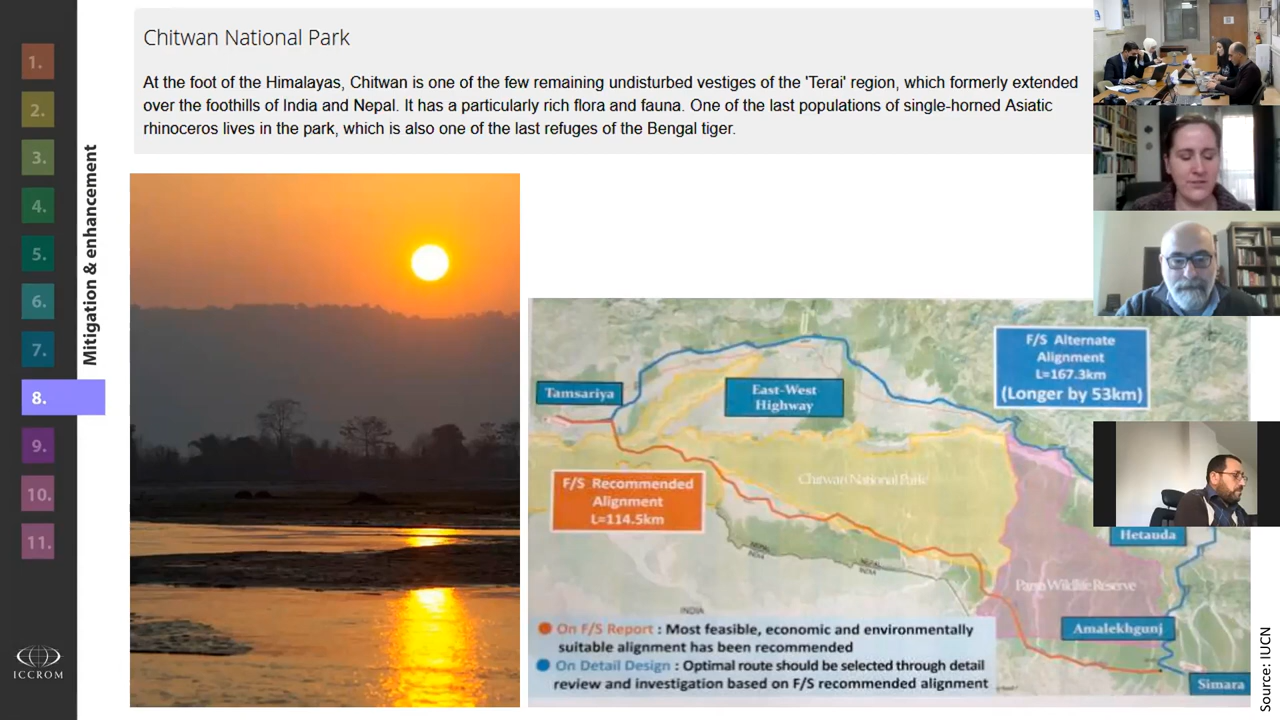 Chitwan National Park
At the foot of the Himalayas, Chitwan is one of the few remaining undisturbed vestiges of the 'Terai' region, which formerly extended
over the foothills of India and Nepal. It has a particularly rich flora and fauna. One of the last populations of single-horned Asiatic
rhinoceros lives in the park, which is also one of the last refuges of the Bengal tiger.
1.
2.
3.
4.
5.
6.
7.
8.
9.
10.
11.
Mitigation & enhancement
ICCROM
Tamsariya
East-West
Highway
F/S Alternate
Alignment
L=167.3km
(Longer by 53km)
F/S Recommended
Alignment
L=114.5km
Chitwan National Park
NEPAL
INDIA
NEPAL
INDIA
Hetauda
Parsa Wildlife Reserve
INDIA
Amalekhgunj
Simara
On F/S Report : Most feasible, economic and environmentally
suitable alignment has been recommended
On Detail Design : Optimal route should be selected through detail
review and investigation based on F/S recommended alignment
Source: IUCN